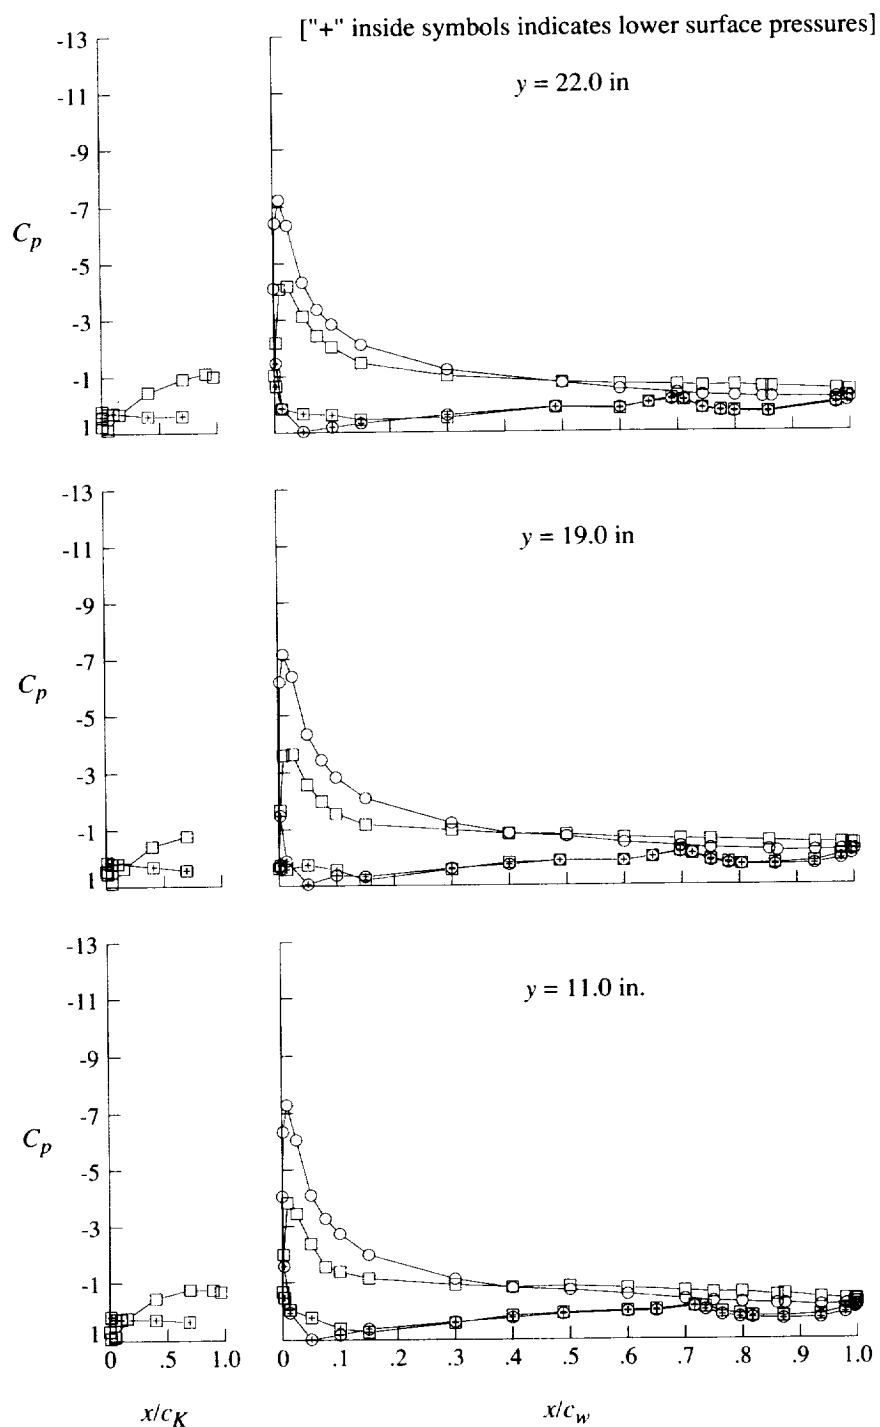 ["+" inside symbols indicates lower surface pressures]
-13
-11
-9
-7
-5
-3
-1
1
C_p
y = 22.0 in
-13
-11
-9
-7
-5
-3
-1
1
C_p
y = 19.0 in
-13
-11
-9
-7
-5
-3
-1
1
C_p
y = 11.0 in.
0 .5 1.0
x/c_K
0 .1 .2 .3 .4 .5 .6 .7 .8 .9 1.0
x/c_w